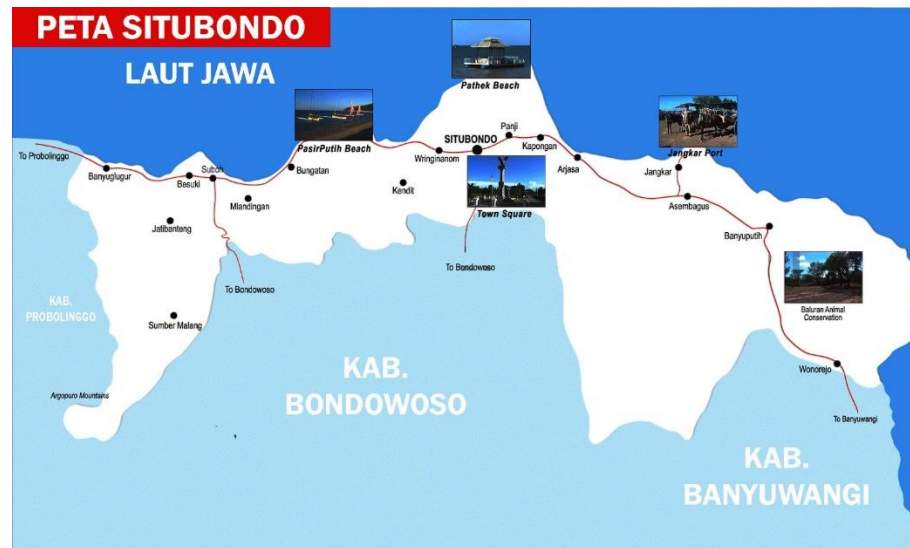 PETA SITUBONDO
LAUT JAWA
Pathek Beach
PasirPutih Beach
Jangkar Port
Town Square
To Probolinggo
Banyuglugur
Besuki
Suboh
Bungatan
Mlandingan
Jatibanteng
Wringinanom
SITUBONDO
Panji
Kapongan
Kendit
Arjasa
Jangkar
Asembagus
Banyuputih
To Bondowoso
To Bondowoso
Baluran Animal
Conservation
KAB.
PROBOLINGGO
Sumber Malang
Argopuro Mountains
KAB.
BONDOWOSO
Wonorejo
To Banyuwangi
KAB.
BANYUWANGI